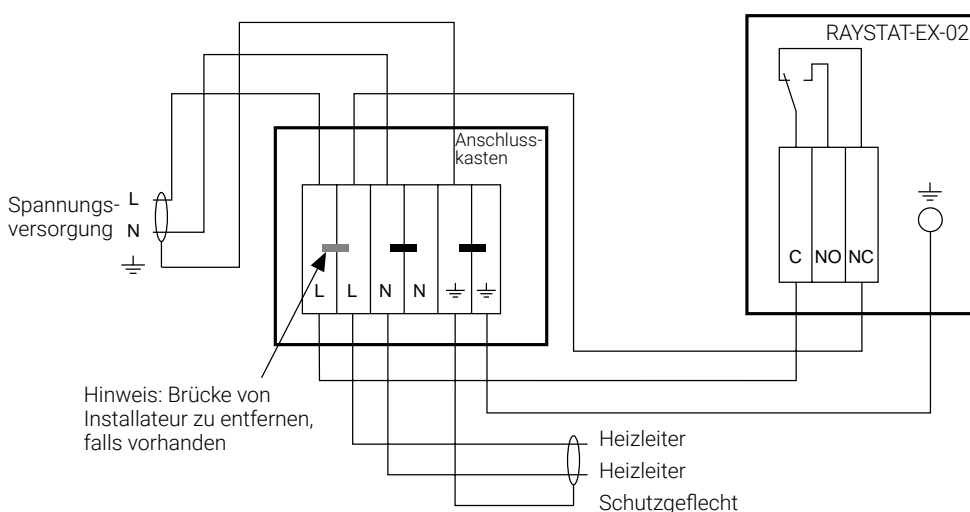 RAYSTAT-EX-02
Anschluss-
kasten
Spannungs-
versorgung
L
N
L L N N
C NO NC
Hinweis: Brücke von
Installateur zu entfernen,
falls vorhanden
Heizleiter
Heizleiter
Schutzgeflecht